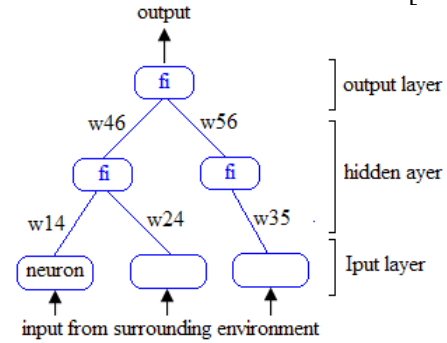 output
fi
output layer
w46
w56
fi
fi
hidden ayer
w14
w24
w35
neuron
Iput layer
input from surrounding environment